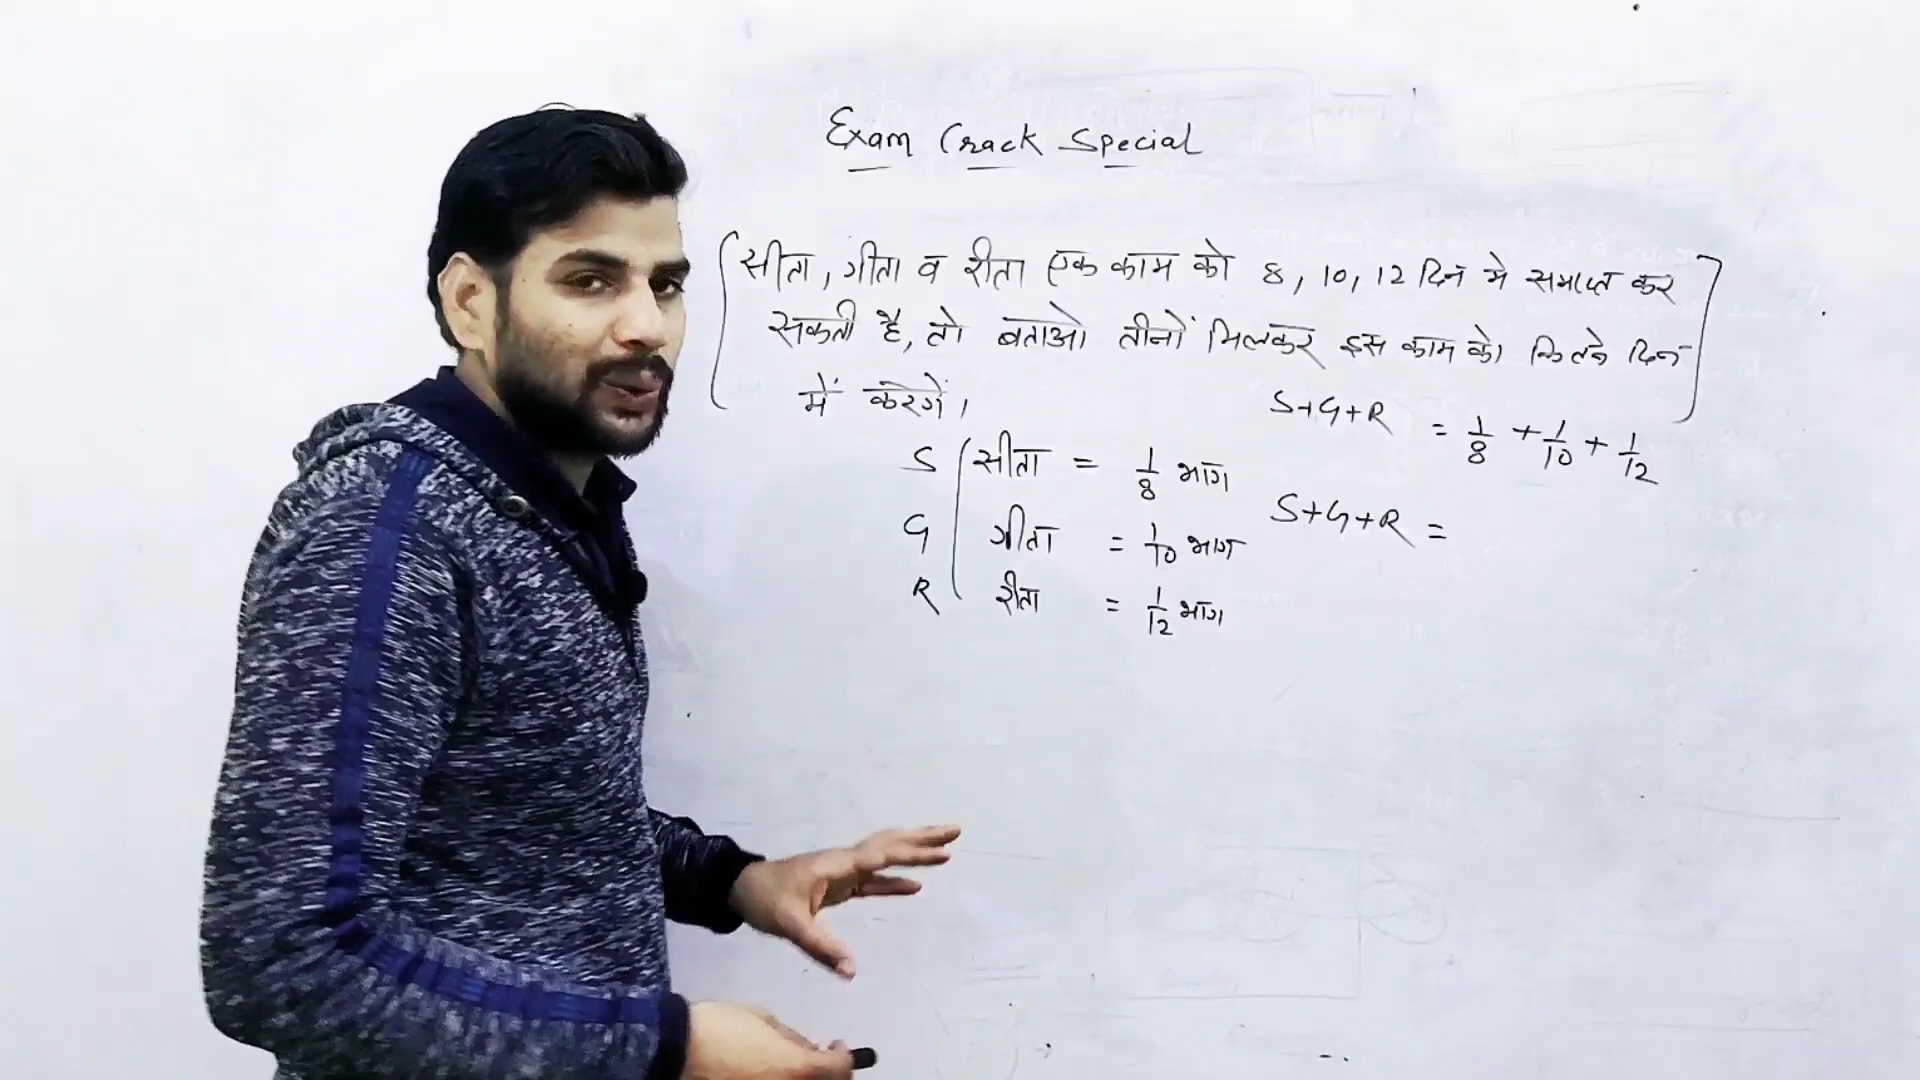 Exam Crack Special
सीता, गीता व रीता एक काम को 8, 10, 12 दिन मे समाप्त कर
सकती है, तो बताओ तीनों मिलकर इस काम को कितने दिन
में करेगें।
S+G+R = 1/8 + 1/10 + 1/12
S सीता = 1/8 भाग
S+G+R =
G गीता = 1/10 भाग
R रीता = 1/12 भाग